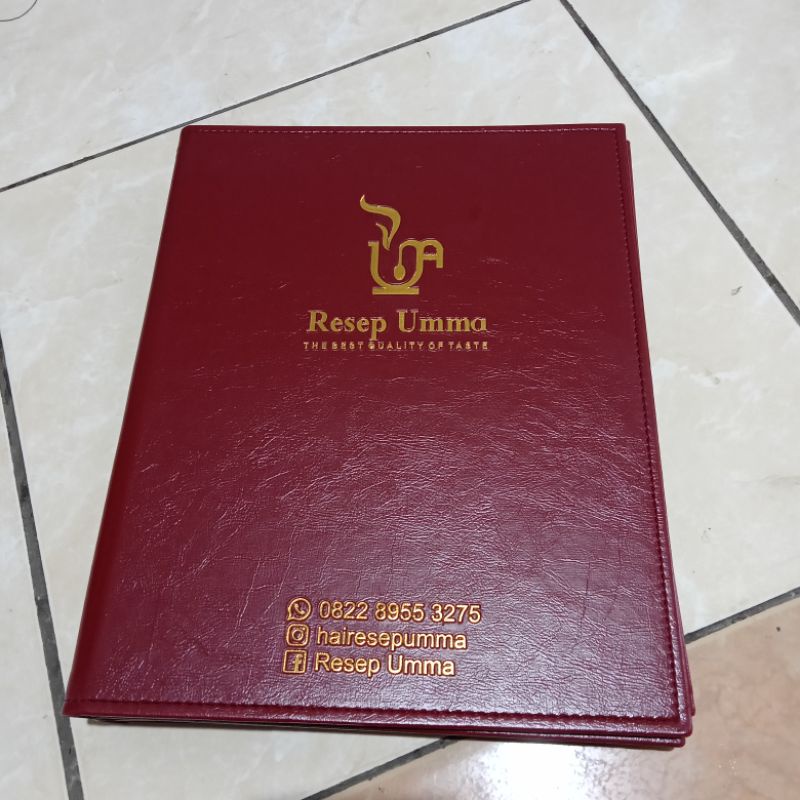 Resep Umma
THE BEST QUALITY OF TASTE
0822 8955 3275
hairesepumma
Resep Umma